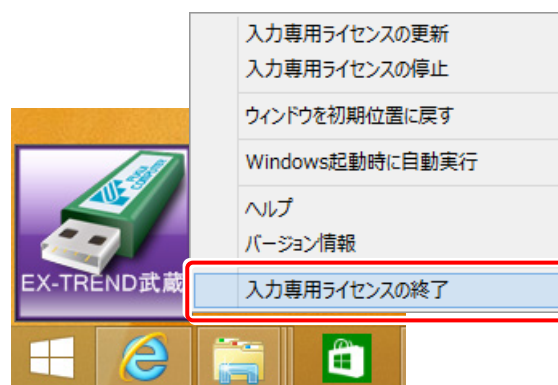 入力専用ライセンスの更新
入力専用ライセンスの停止
ウィンドウを初期位置に戻す
Windows起動時に自動実行
ヘルプ
バージョン情報
入力専用ライセンスの終了
FUKUI COMPUTER
EX-TREND武蔵